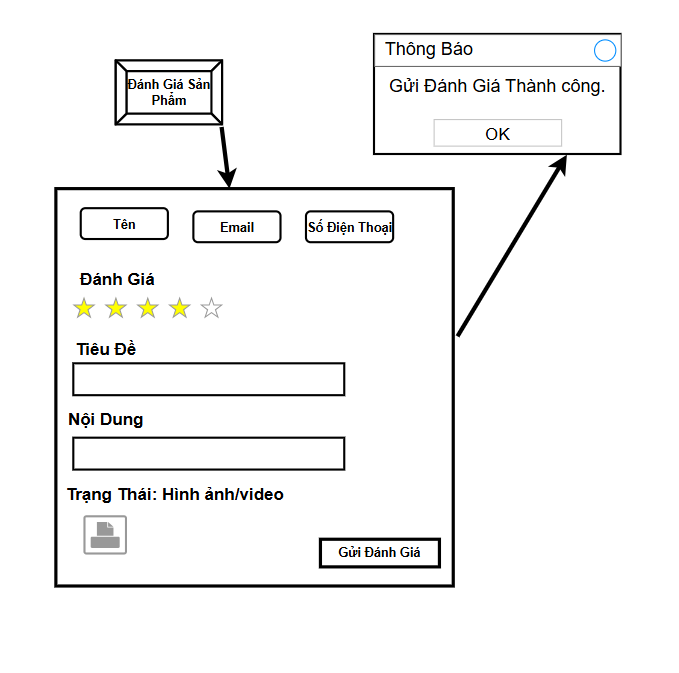 Đánh Giá Sản
Phẩm
Thông Báo
Gửi Đánh Giá Thành công.
OK
Tên
Email
Số Điện Thoại
Đánh Giá
Tiêu Đề
Nội Dung
Trạng Thái: Hình ảnh/video
Gửi Đánh Giá